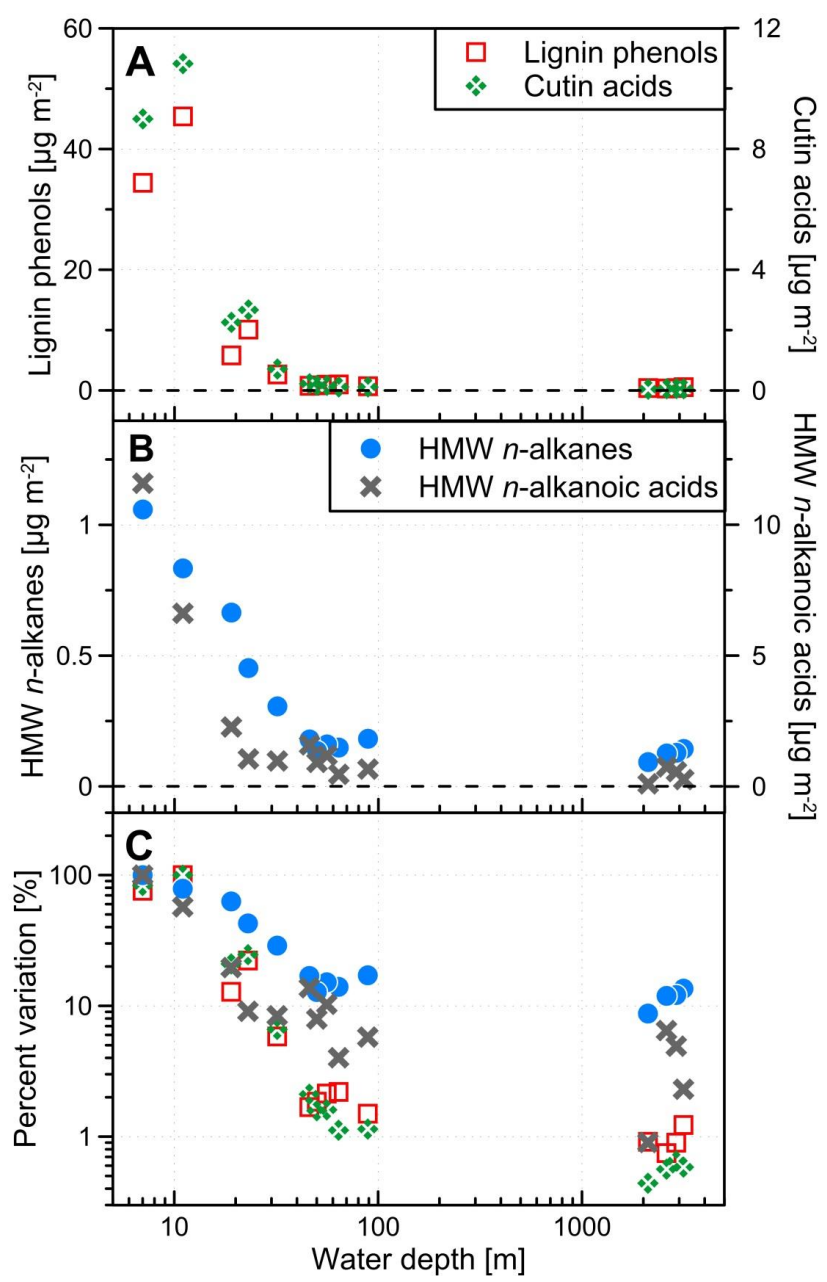 A
Lignin phenols
Cutin acids
Lignin phenols [µg m-2]
60
40
20
0
12
8
4
0
Cutin acids [µg m-2]
B
HMW n-alkanes
HMW n-alkanoic acids
HMW n-alkanes [µg m-2]
1
0.5
0
10
5
0
HMW n-alkanoic acids [µg m-2]
C
Percent variation [%]
100
10
1
10
100
1000
Water depth [m]